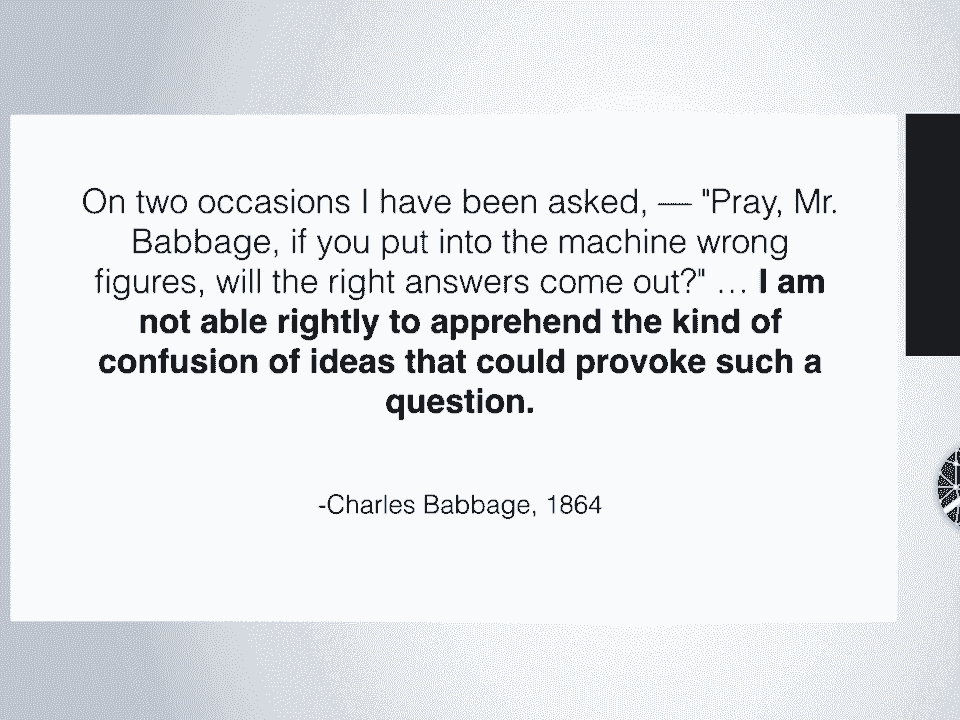 On two occasions I have been asked, — "Pray, Mr.
Babbage, if you put into the machine wrong
figures, will the right answers come out?" … I am
not able rightly to apprehend the kind of
confusion of ideas that could provoke such a
question.
-Charles Babbage, 1864